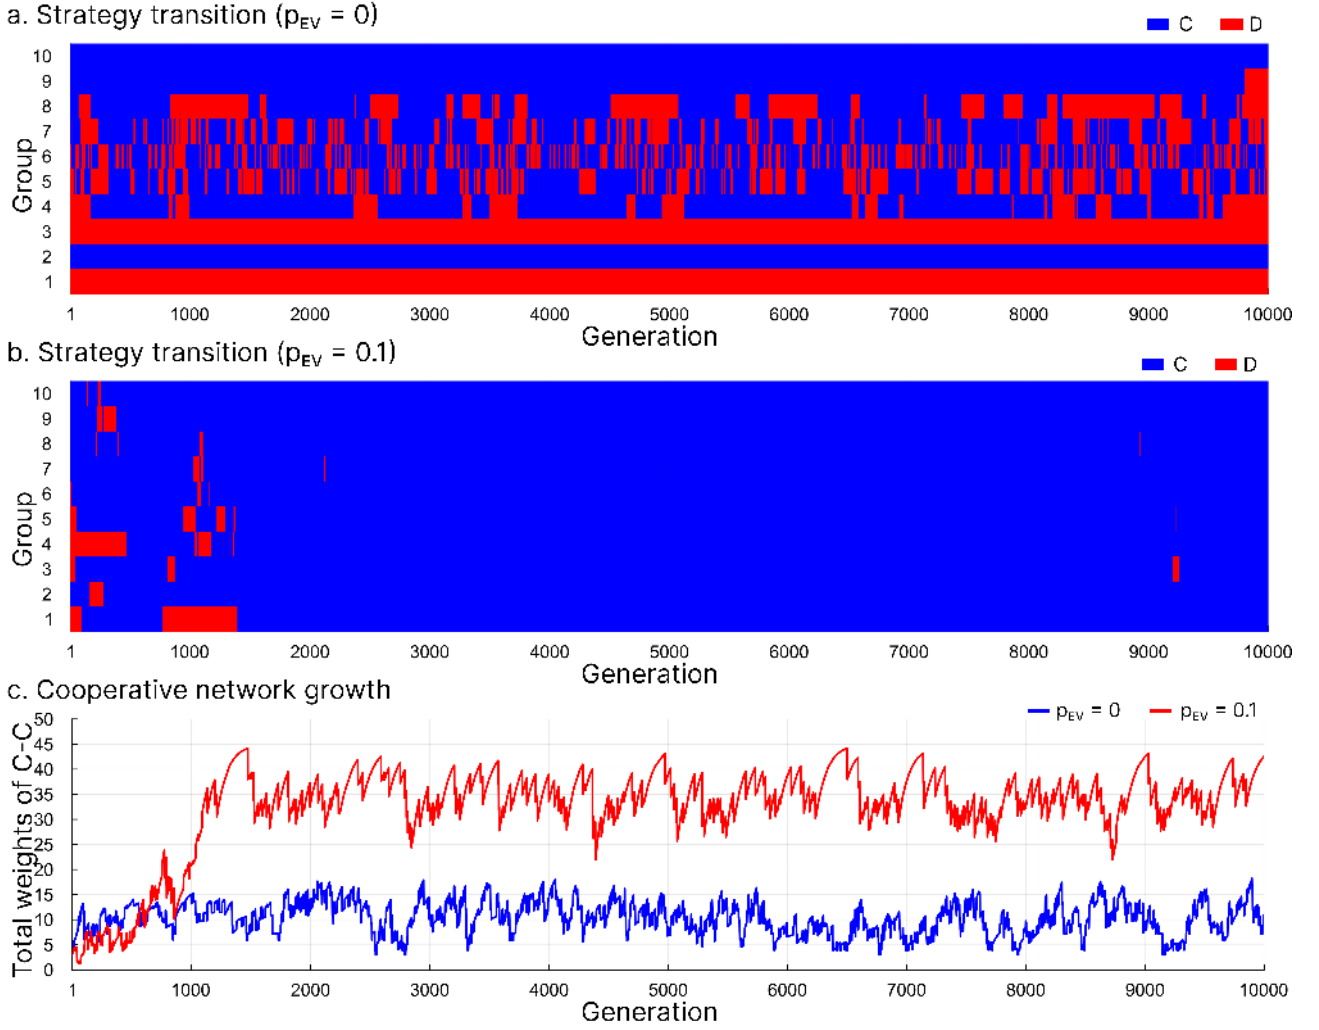 a. Strategy transition (pEV = 0)
C D
Group
10
9
8
7
6
5
4
3
2
1
1 1000 2000 3000 4000 5000 6000 7000 8000 9000 10000
Generation
b. Strategy transition (pEV = 0.1)
C D
Group
10
9
8
7
6
5
4
3
2
1
1 1000 2000 3000 4000 5000 6000 7000 8000 9000 10000
Generation
c. Cooperative network growth
pEV = 0 pEV = 0.1
Total weights of C-C
50
45
40
35
30
25
20
15
10
5
0
1 1000 2000 3000 4000 5000 6000 7000 8000 9000 10000
Generation